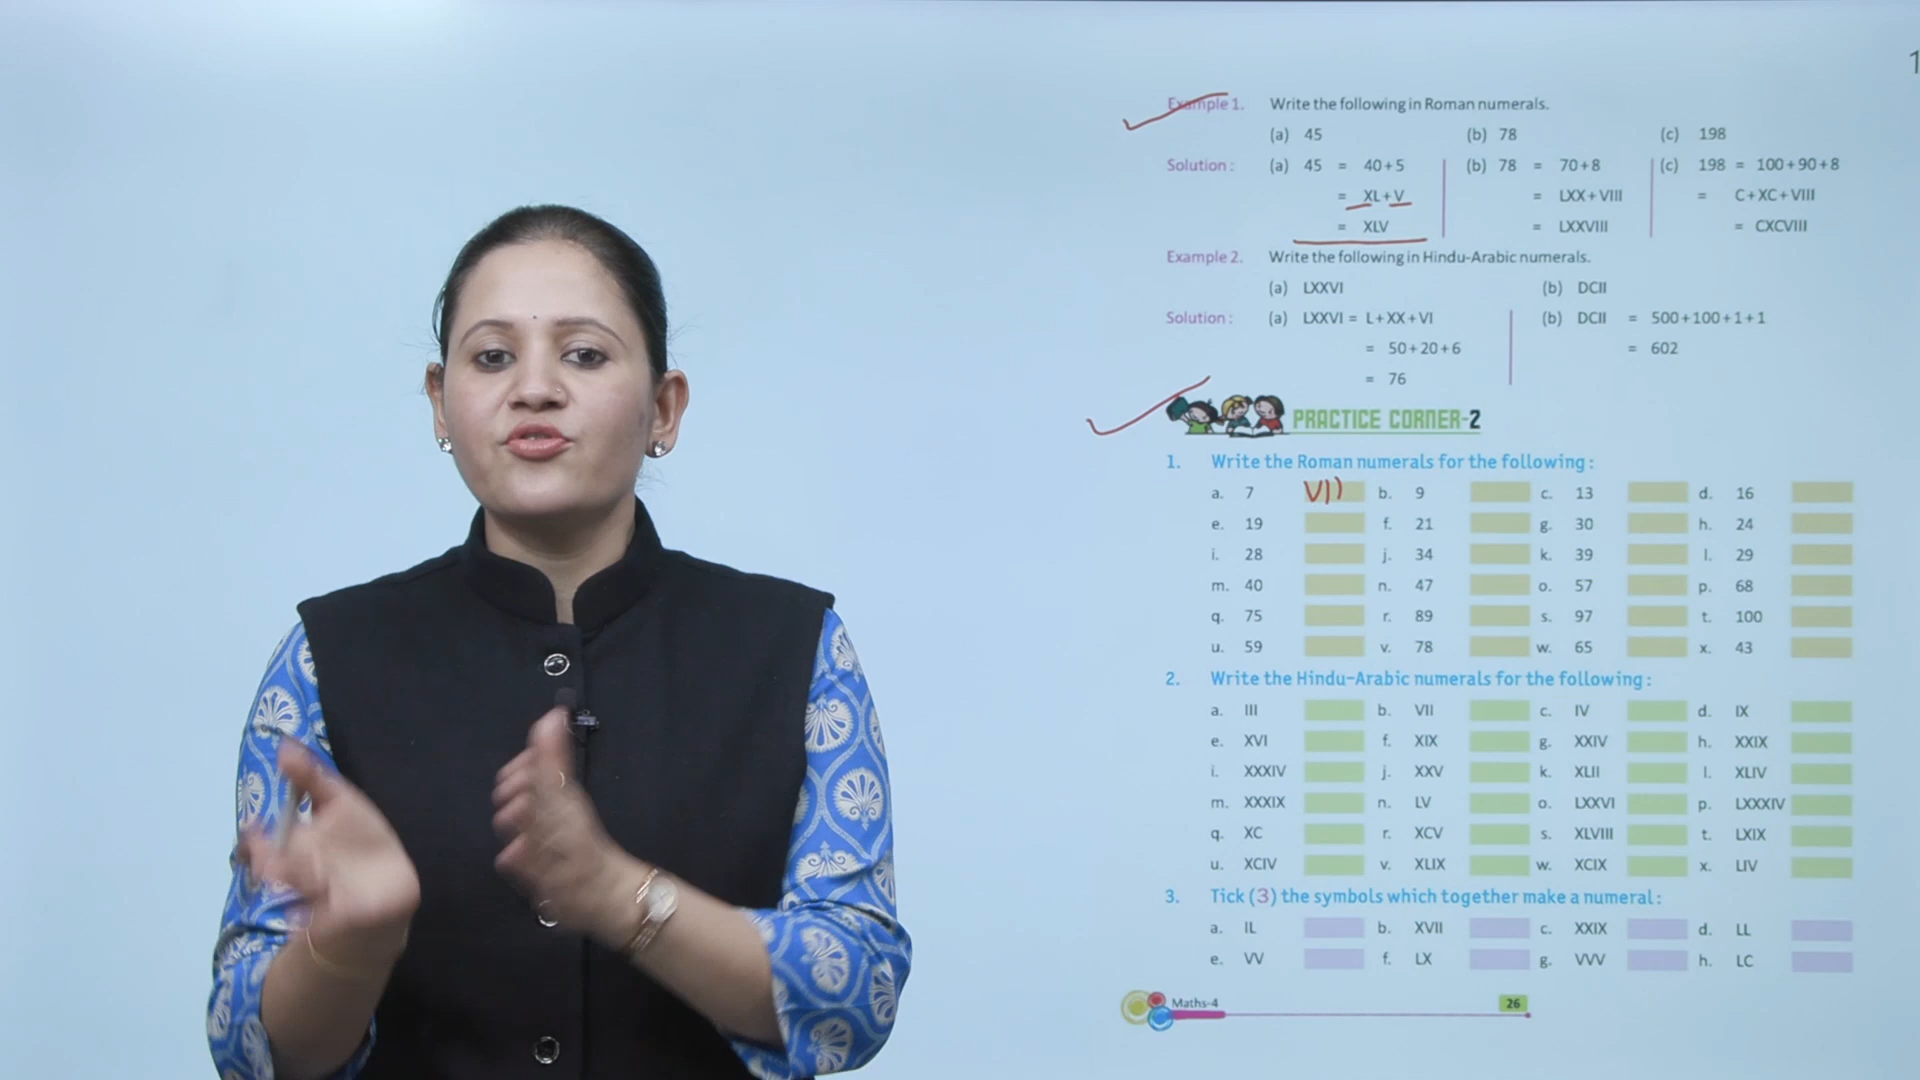 1
Example 1. Write the following in Roman numerals.
(a) 45 (b) 78 (c) 198
Solution : (a) 45 = 40+5 (b) 78 = 70+8 (c) 198 = 100+90+8
= XL+V = LXX+VIII = C+XC+VIII
= XLV = LXXVIII = CXCVIII
Example 2. Write the following in Hindu-Arabic numerals.
(a) LXXVI (b) DCII
Solution : (a) LXXVI = L+XX+VI (b) DCII = 500+100+1+1
= 50+20+6 = 602
= 76
PRACTICE CORNER-2
1. Write the Roman numerals for the following :
a. 7 VII b. 9 c. 13 d. 16
e. 19 f. 21 g. 30 h. 24
i. 28 j. 34 k. 39 l. 29
m. 40 n. 47 o. 57 p. 68
q. 75 r. 89 s. 97 t. 100
u. 59 v. 78 w. 65 x. 43
2. Write the Hindu-Arabic numerals for the following :
a. III b. VII c. IV d. IX
e. XVI f. XIX g. XXIV h. XXIX
i. XXXIV j. XXV k. XLII l. XLIV
m. XXXIX n. LV o. LXXVI p. LXXXIV
q. XC r. XCV s. XLVIII t. LXIX
u. XCIV v. XLIX w. XCIX x. LIV
3. Tick (3) the symbols which together make a numeral :
a. IL b. XVII c. XXIX d. LL
e. VV f. LX g. VVV h. LC
Maths-4 26